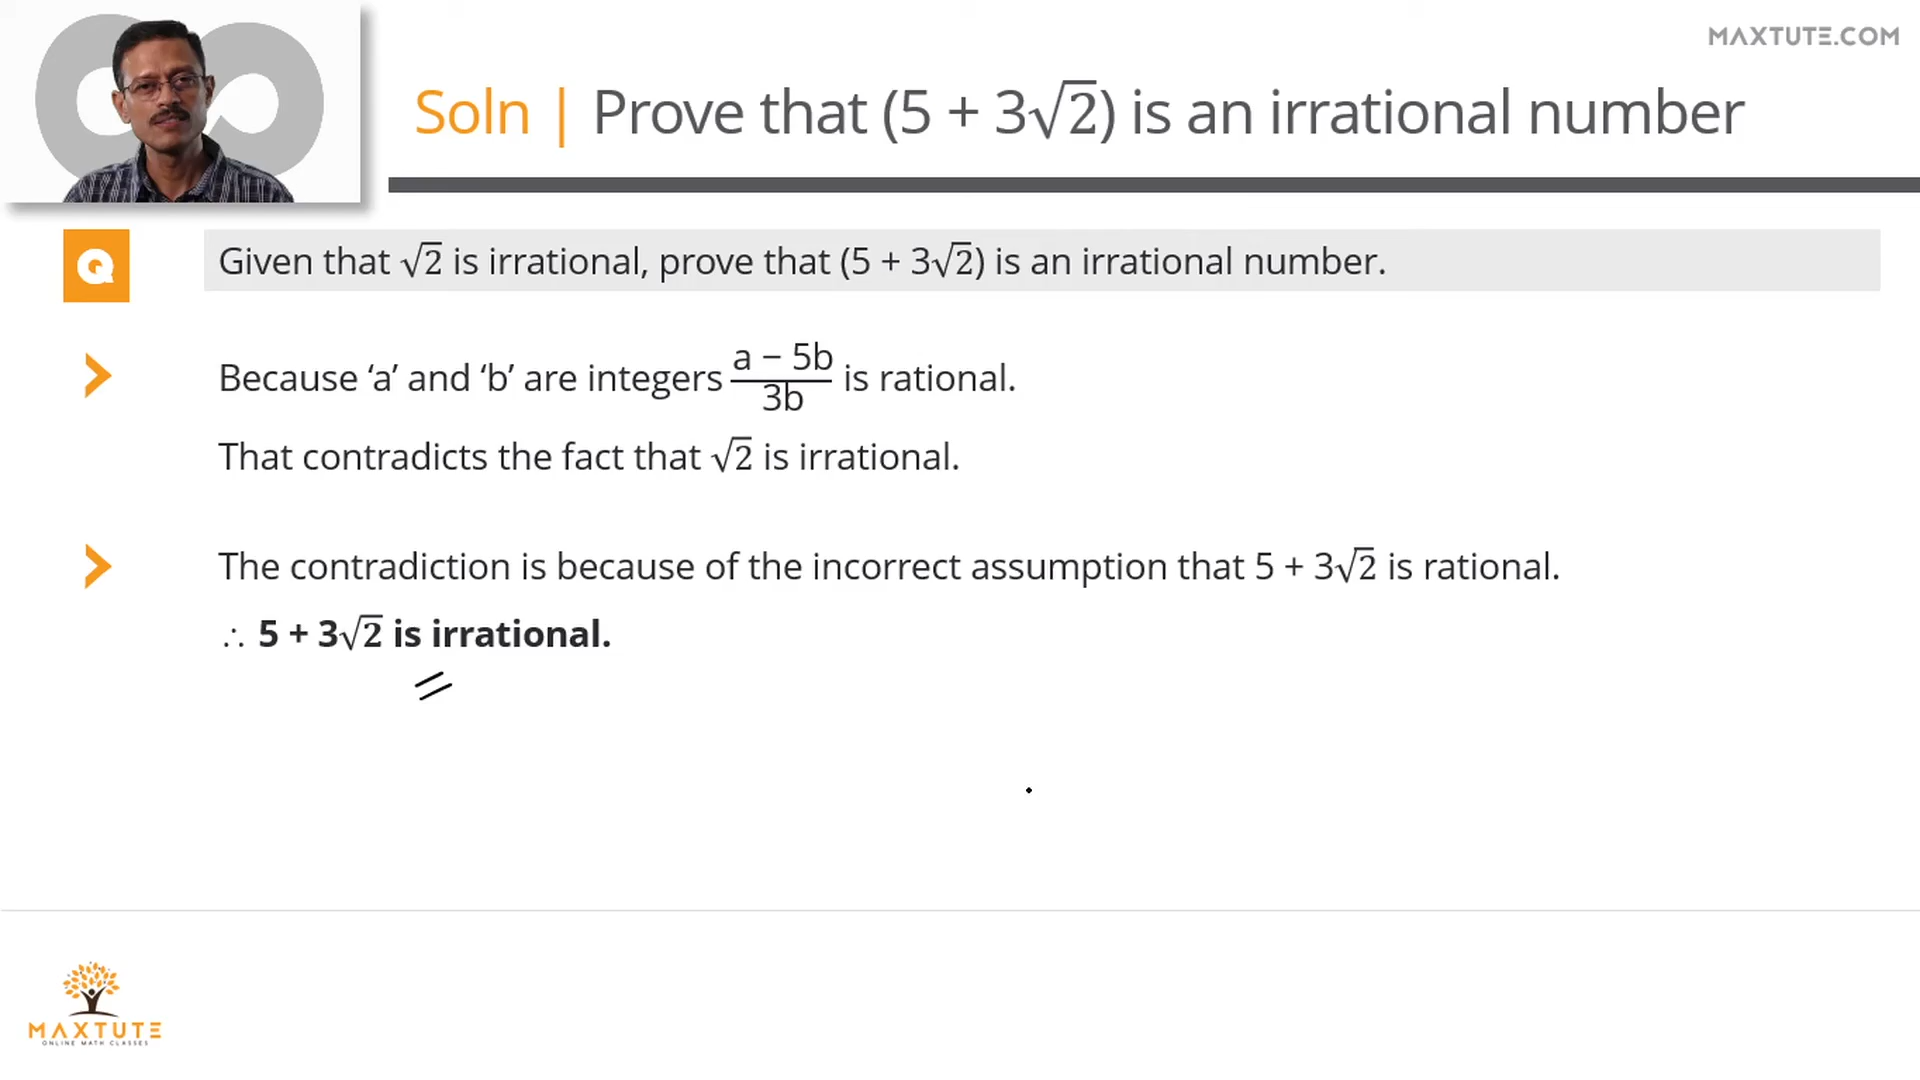 MAXTUTE.COM
Soln | Prove that (5 + 3√2) is an irrational number
Q
Given that √2 is irrational, prove that (5 + 3√2) is an irrational number.
Because ‘a’ and ‘b’ are integers (a − 5b)/(3b) is rational.
That contradicts the fact that √2 is irrational.
The contradiction is because of the incorrect assumption that 5 + 3√2 is rational.
∴ 5 + 3√2 is irrational.
MAXTUTE
ONLINE MATH CLASSES